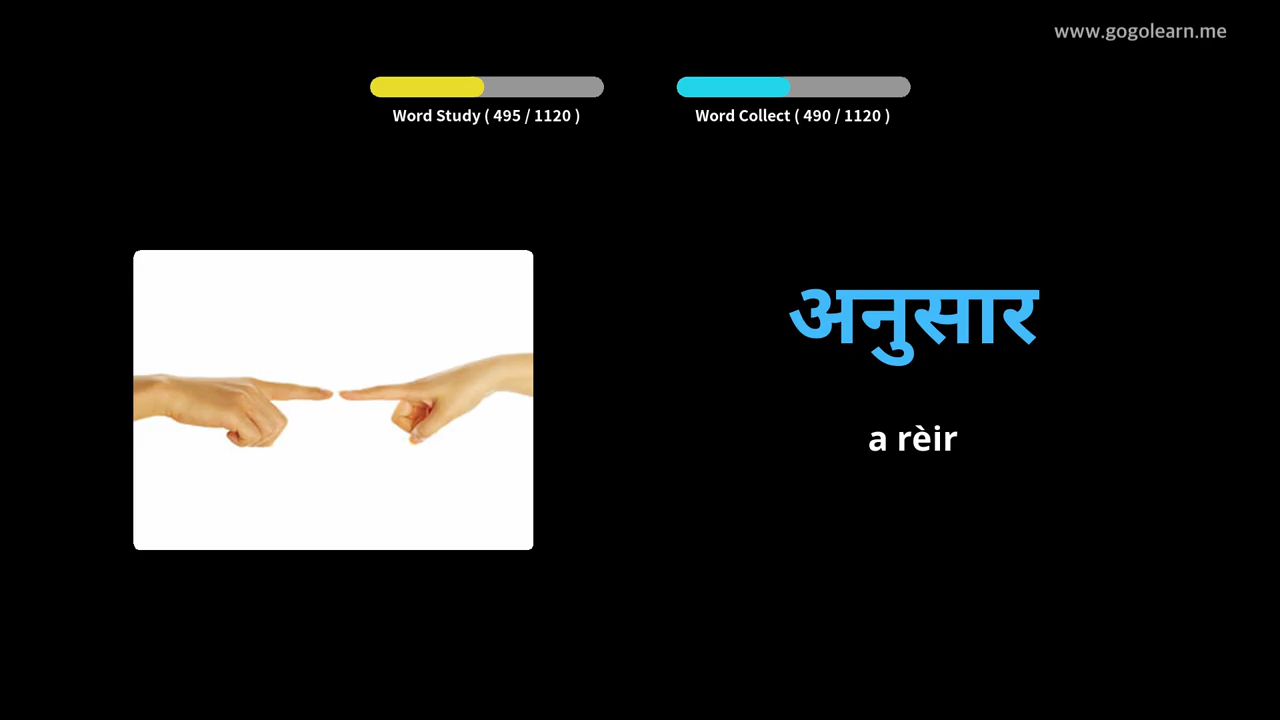 www.gogolearn.me
Word Study ( 495 / 1120 )
Word Collect ( 490 / 1120 )
अनुसार
a rèir